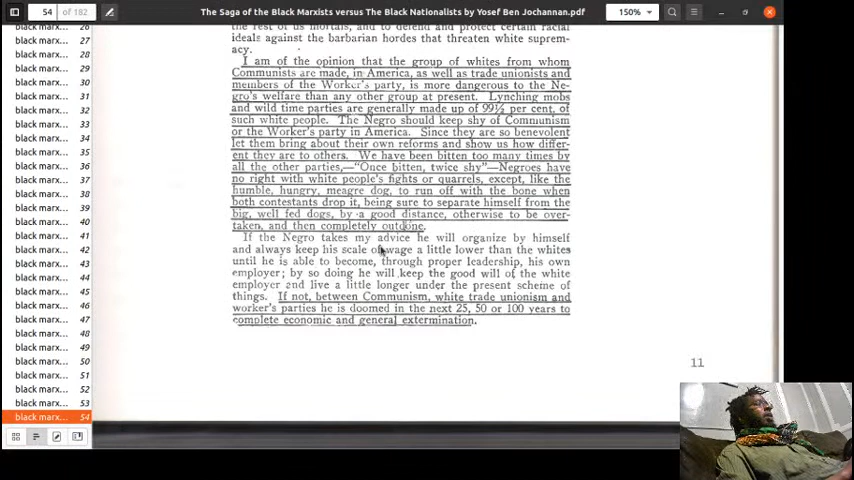 54 of 182
The Saga of the Black Marxists versus The Black Nationalists by Yosef Ben Jochannan.pdf
150%
26
black marx... 27
black marx... 28
black marx... 29
black marx... 30
black marx... 31
black marx... 32
black marx... 33
black marx... 34
black marx... 35
black marx... 36
black marx... 37
black marx... 38
black marx... 39
black marx... 40
black marx... 41
black marx... 42
black marx... 43
black marx... 44
black marx... 45
black marx... 46
black marx... 47
black marx... 48
black marx... 49
black marx... 50
black marx... 51
black marx... 52
black marx... 53
black marx... 54
the rest of us mortals, and to defend and protect certain racial
ideals against the barbarian hordes that threaten white suprem-
acy.
I am of the opinion that the group of whites from whom
Communists are made, in America, as well as trade unionists and
members of the Worker's party, is more dangerous to the Ne-
gro's welfare than any other group at present. Lynching mobs
and wild time parties are generally made up of 99½ per cent, of
such white people. The Negro should keep shy of Communism
or the Worker's party in America. Since they are so benevolent
let them bring about their own reforms and show us how differ-
ent they are to others. We have been bitten too many times by
all the other parties,—"Once bitten, twice shy"—Negroes have
no right with white people's fights or quarrels, except, like the
humble, hungry, meagre dog, to run off with the bone when
both contestants drop it, being sure to separate himself from the
big, well fed dogs, by a good distance, otherwise to be over-
taken, and then completely outdone.
If the Negro takes my advice he will organize by himself
and always keep his scale of wage a little lower than the whites
until he is able to become, through proper leadership, his own
employer; by so doing he will keep the good will of the white
employer and live a little longer under the present scheme of
things. If not, between Communism, white trade unionism and
worker's parties he is doomed in the next 25, 50 or 100 years to
complete economic and general extermination.
11